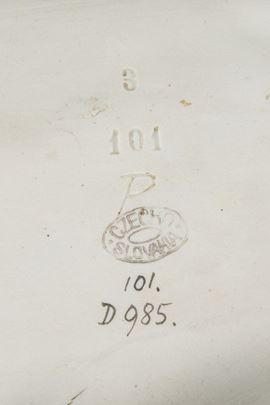 3
101
P
CZECHO
SLOVAKIA
101.
D985.